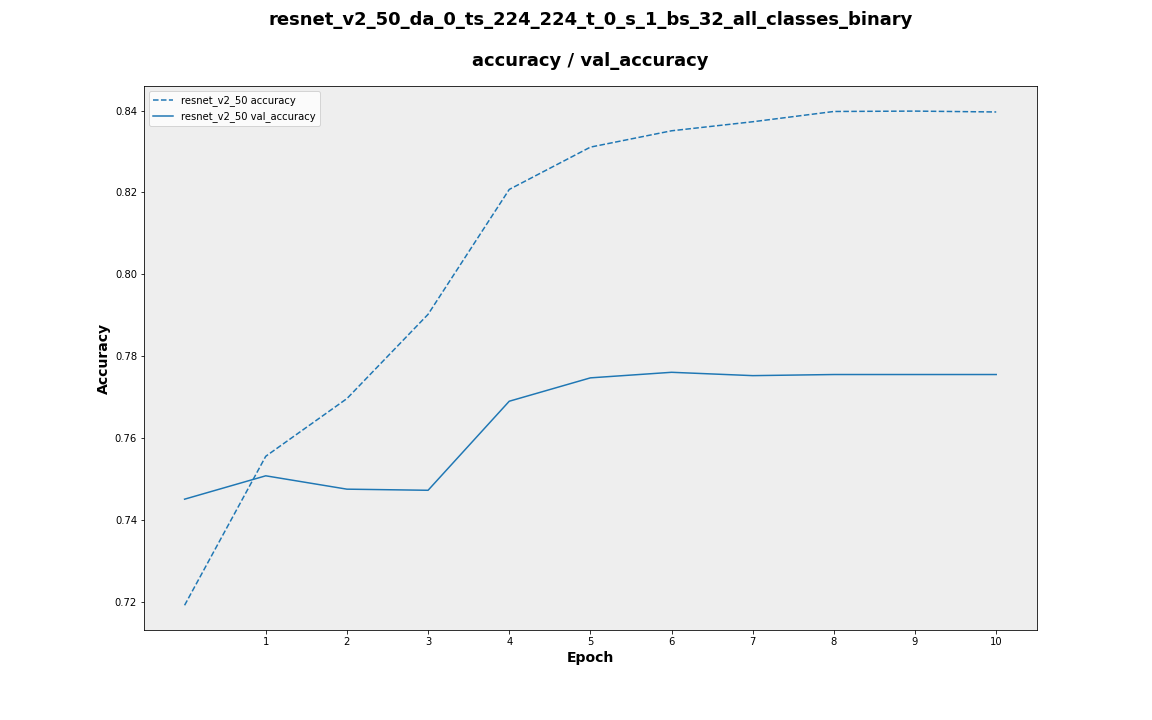 resnet_v2_50_da_0_ts_224_224_t_0_s_1_bs_32_all_classes_binary
accuracy / val_accuracy
resnet_v2_50 accuracy
resnet_v2_50 val_accuracy
Accuracy
0.84
0.82
0.80
0.78
0.76
0.74
0.72
1 2 3 4 5 6 7 8 9 10
Epoch